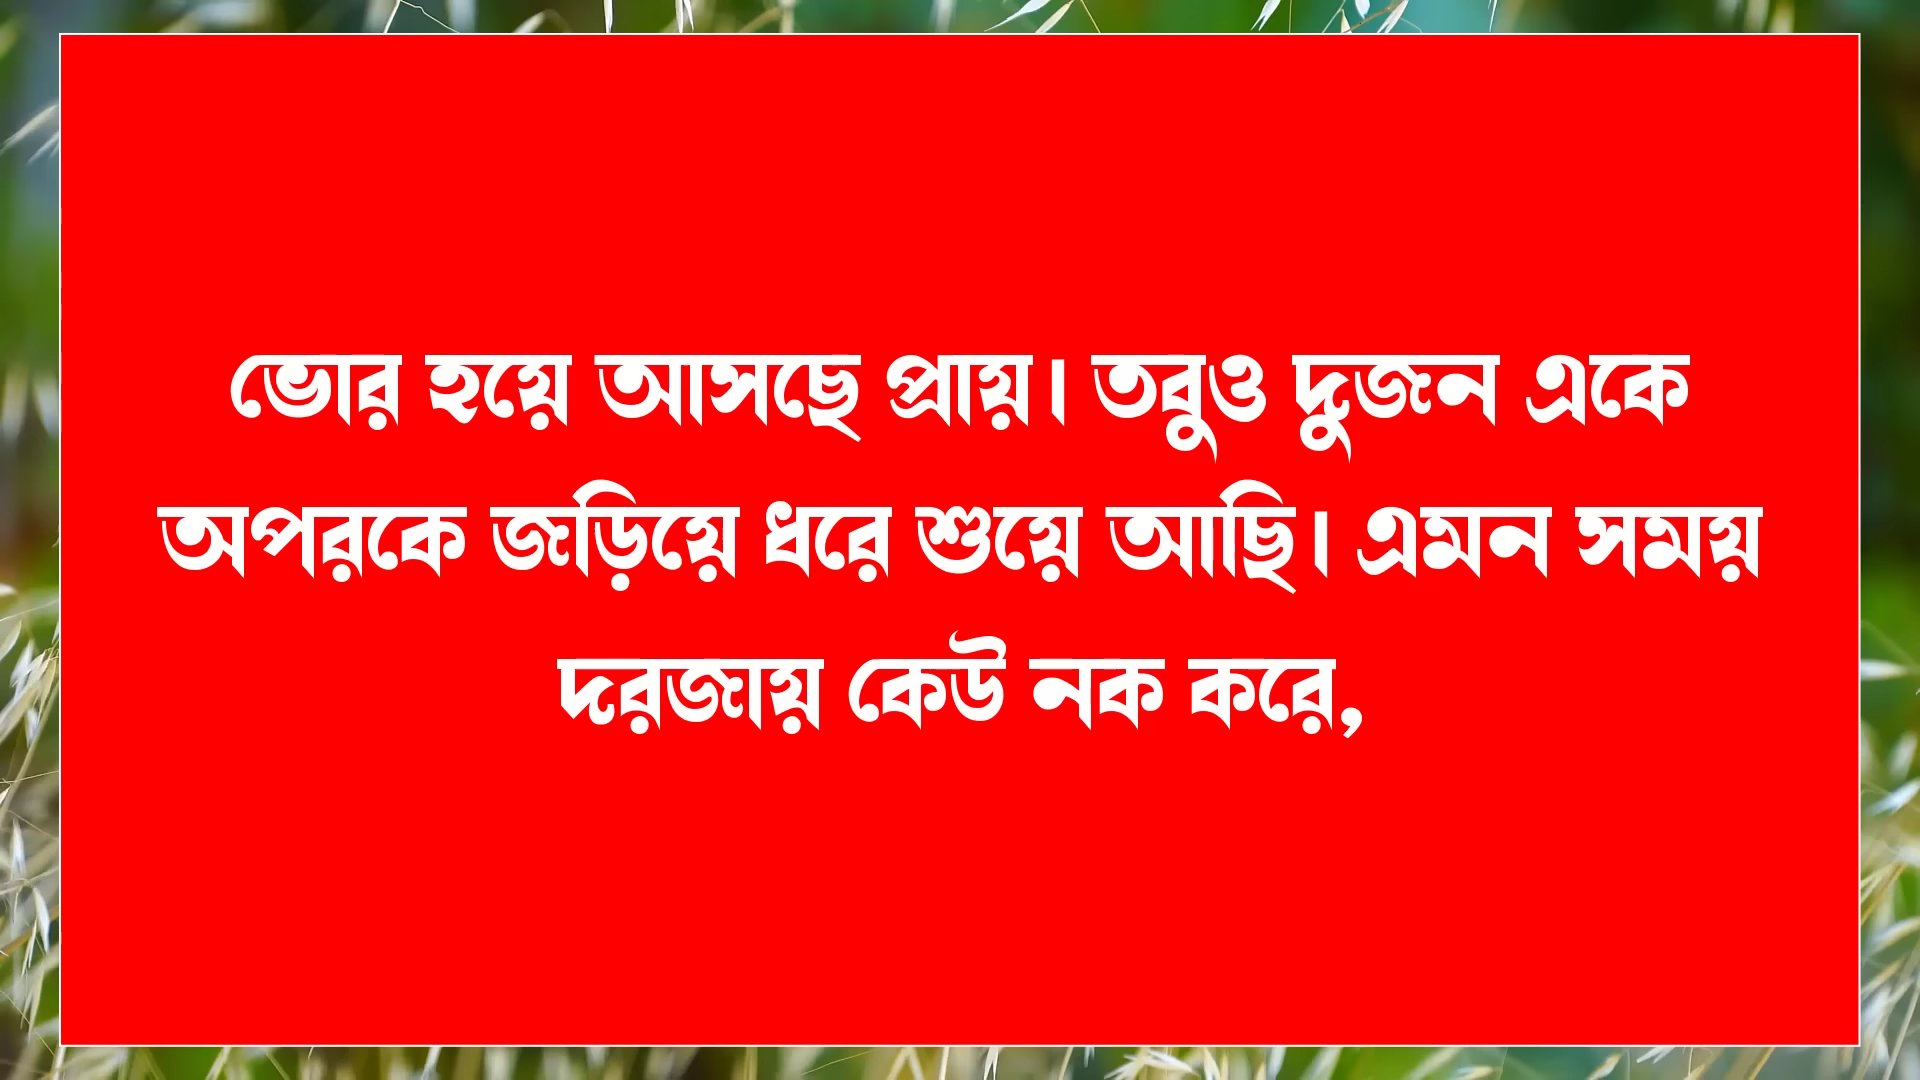 ভোর হয়ে আসছে প্রায়। তবুও দুজন একে
অপরকে জড়িয়ে ধরে শুয়ে আছি। এমন সময়
দরজায় কেউ নক করে,